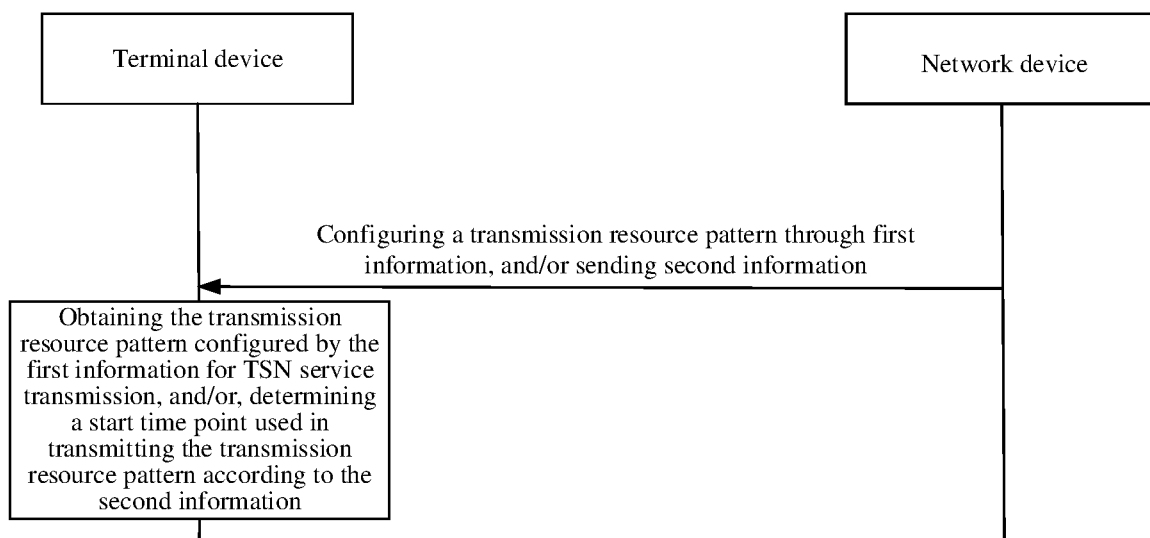 Terminal device
Network device
Configuring a transmission resource pattern through first
information, and/or sending second information
Obtaining the transmission
resource pattern configured by the
first information for TSN service
transmission, and/or, determining
a start time point used in
transmitting the transmission
resource pattern according to the
second information